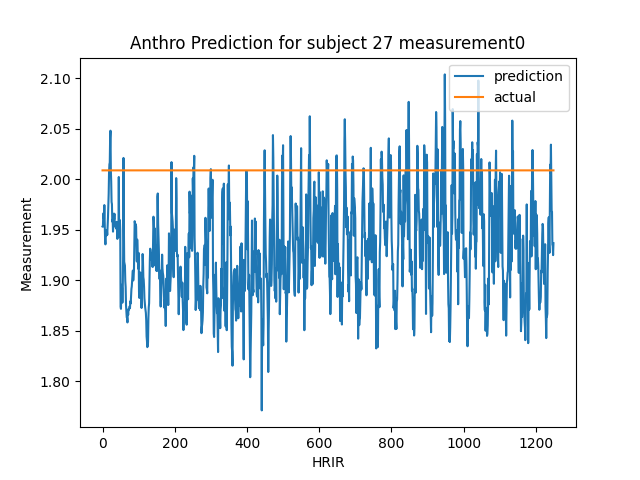 Anthro Prediction for subject 27 measurement0
prediction
actual
2.10
2.05
2.00
1.95
1.90
1.85
1.80
Measurement
0 200 400 600 800 1000 1200
HRIR